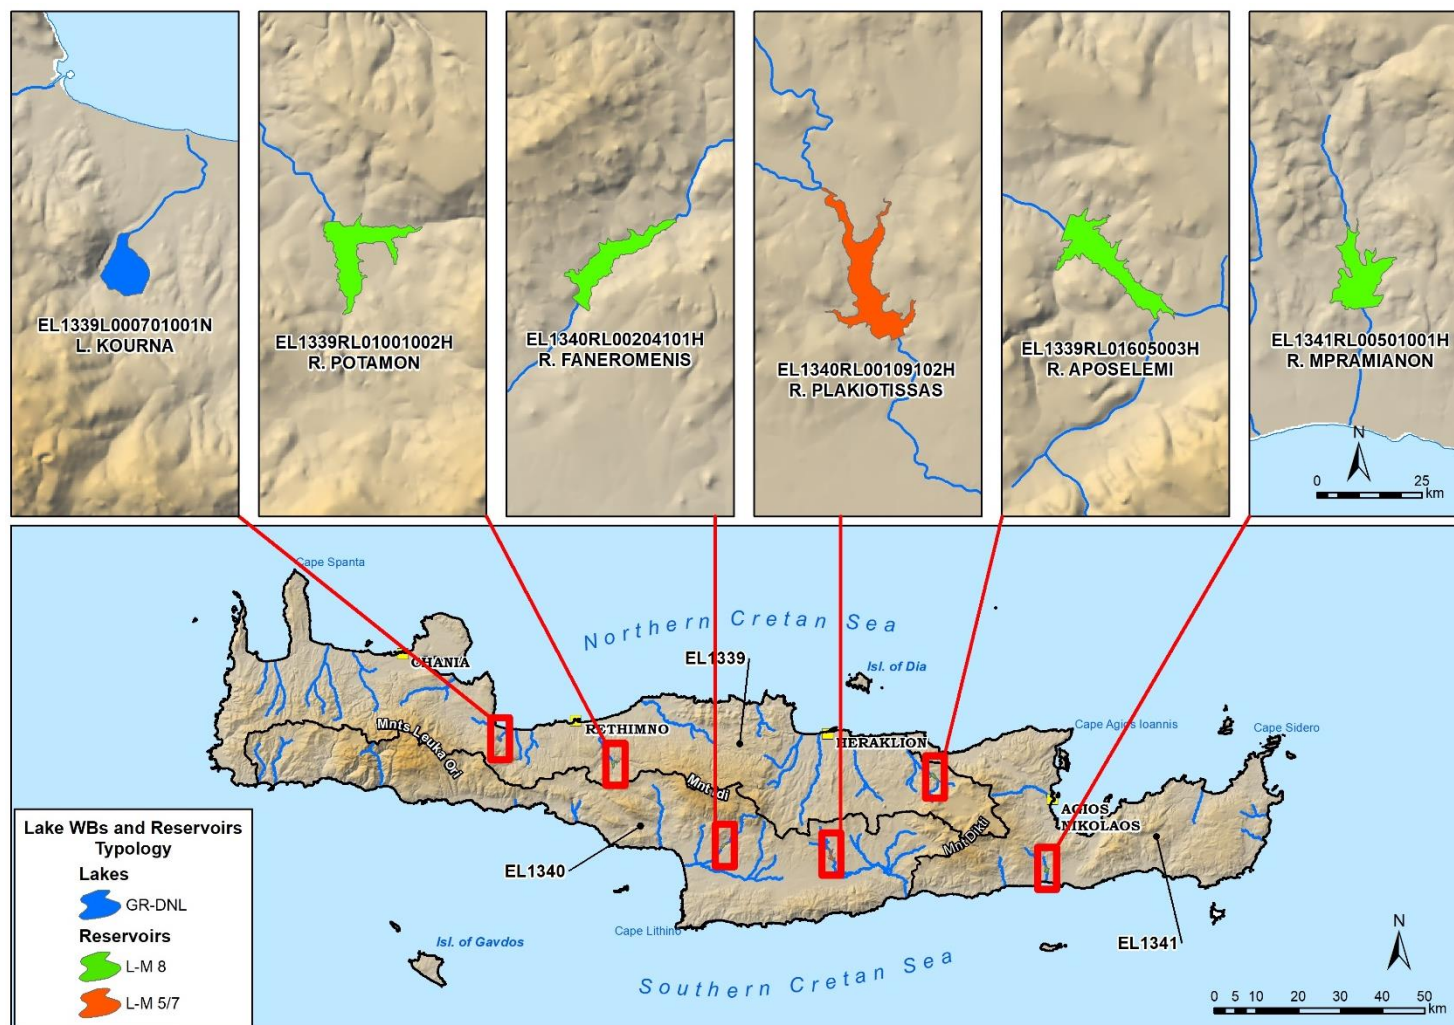 EL1339L000701001N
L. KOURNA
EL1339RL01001002H
R. POTAMON
EL1340RL00204101H
R. FANEROMENIS
EL1340RL00109102H
R. PLAKIOTISSAS
EL1339RL01605003H
R. APOSELEMI
EL1341RL00501001H
R. MPRAMIANON
N
0 25
km
Cape Spanta
Northern Cretan Sea
CHANIA
EL1339
Isl. of Dia
RETHIMNO
HERAKLION
Cape Agios Ioannis
Cape Sidero
Mnts Leuka Ori
Mnt Idi
Mnt Dikti
AGIOS
NIKOLAOS
EL1340
EL1341
Cape Lithino
Isl. of Gavdos
Southern Cretan Sea
Lake WBs and Reservoirs
Typology
Lakes
GR-DNL
Reservoirs
L-M 8
L-M 5/7
N
0 5 10 20 30 40 50
km